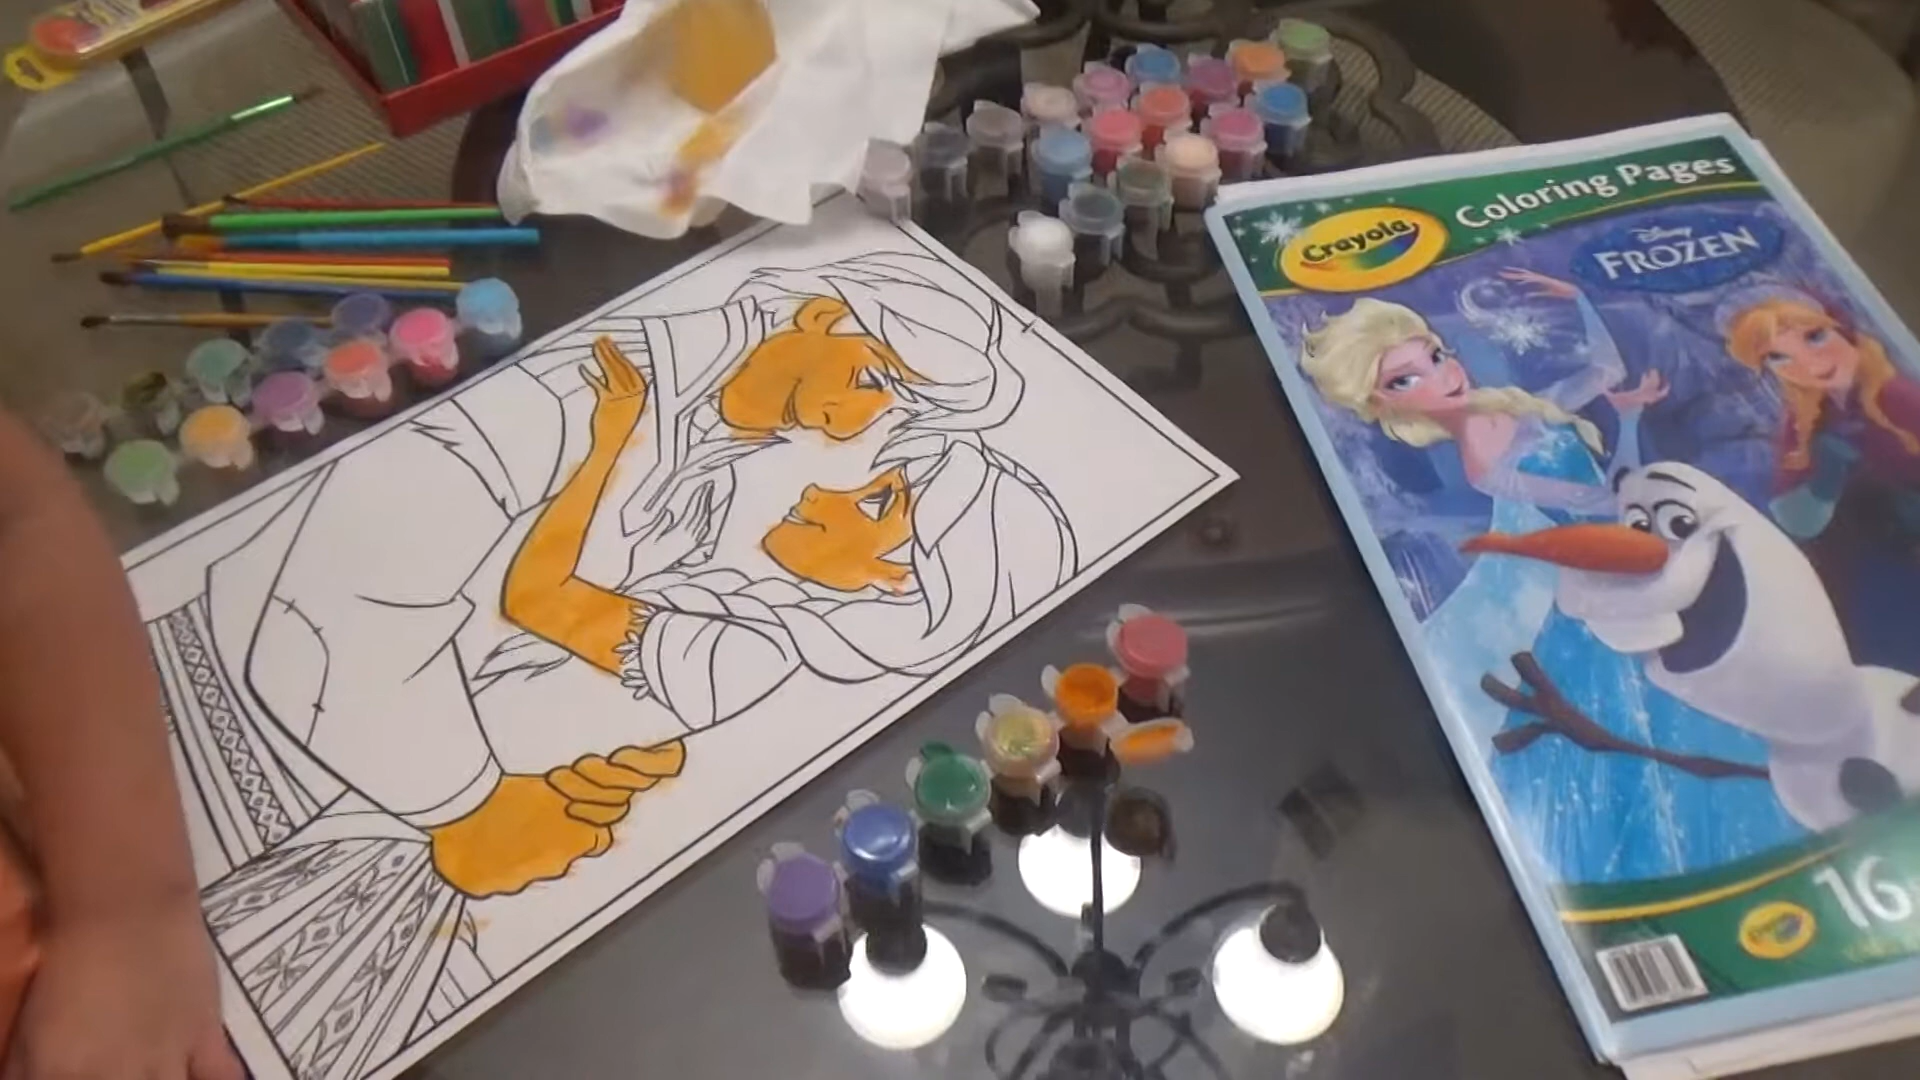 Crayola
Coloring Pages
Disney
FROZEN
16
Crayola